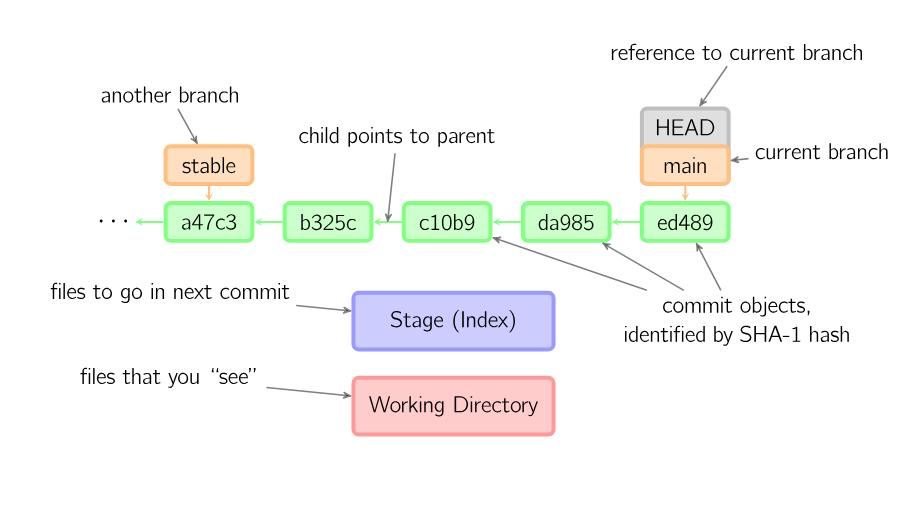 reference to current branch
another branch
HEAD
child points to parent
current branch
stable
main
· · ·
a47c3
b325c
c10b9
da985
ed489
files to go in next commit
commit objects,
identified by SHA-1 hash
Stage (Index)
files that you “see”
Working Directory